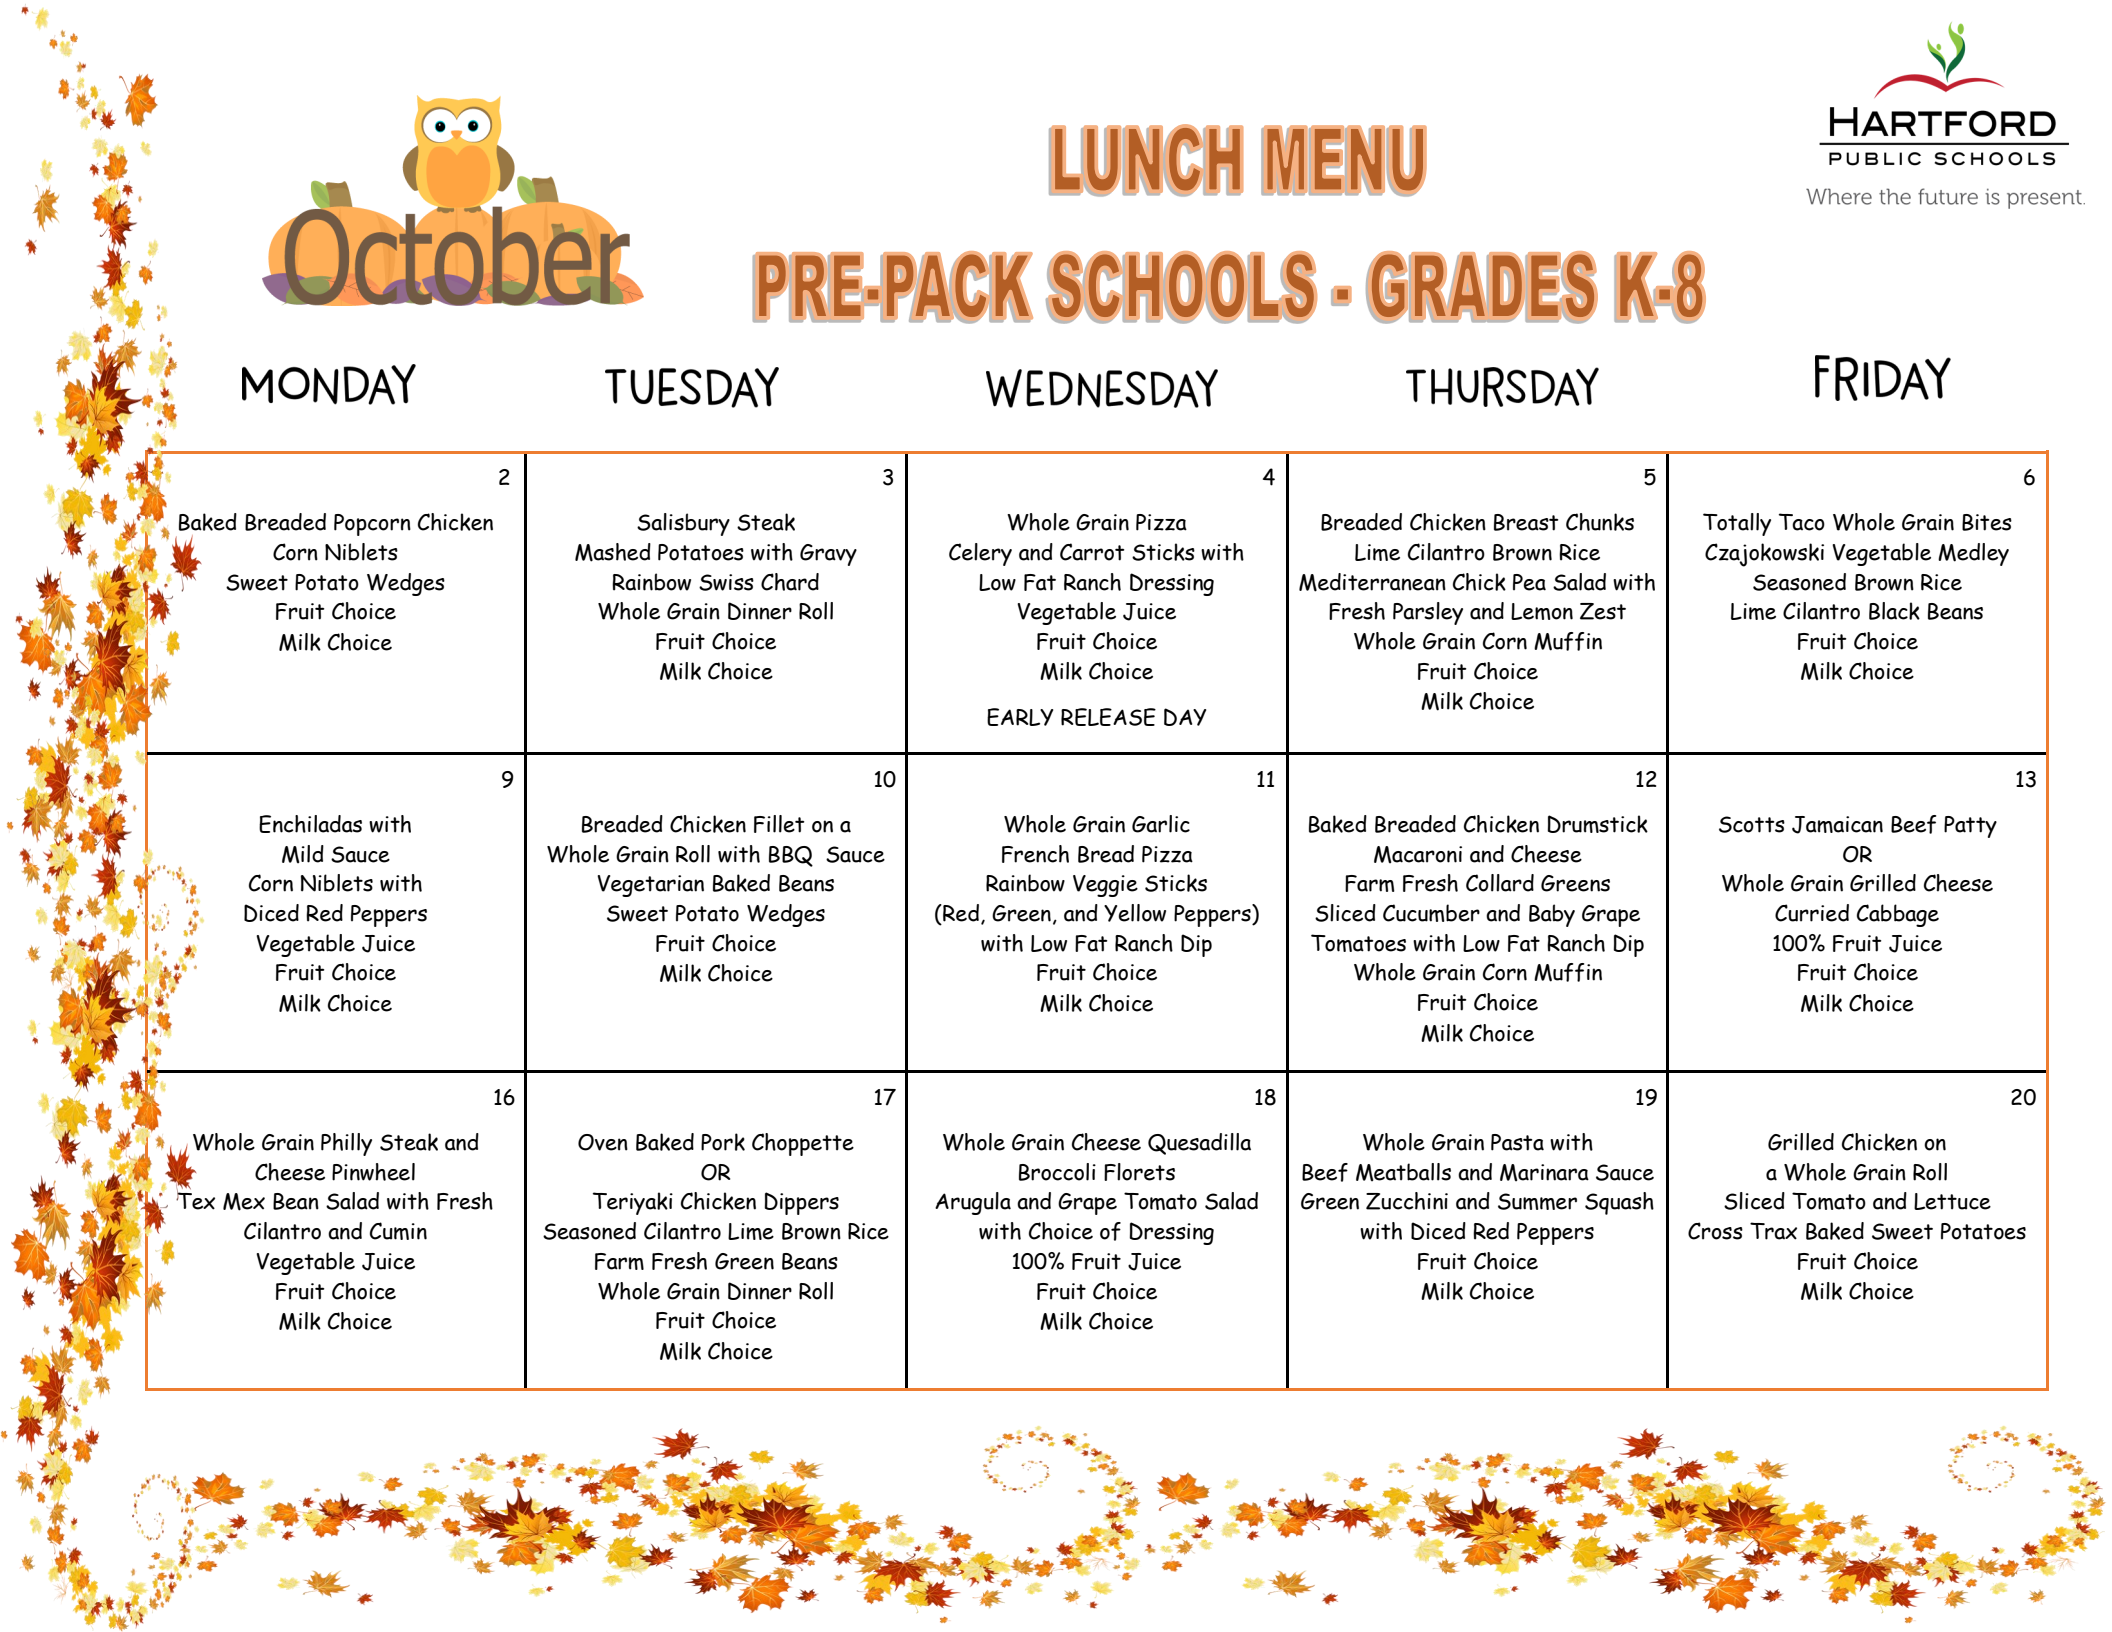 HARTFORD
PUBLIC SCHOOLS
Where the future is present.
October
LUNCH MENU
PRE-PACK SCHOOLS - GRADES K-8
MONDAY
TUESDAY
WEDNESDAY
THURSDAY
FRIDAY
2
Baked Breaded Popcorn Chicken
Corn Niblets
Sweet Potato Wedges
Fruit Choice
Milk Choice
3
Salisbury Steak
Mashed Potatoes with Gravy
Rainbow Swiss Chard
Whole Grain Dinner Roll
Fruit Choice
Milk Choice
4
Whole Grain Pizza
Celery and Carrot Sticks with
Low Fat Ranch Dressing
Vegetable Juice
Fruit Choice
Milk Choice
EARLY RELEASE DAY
5
Breaded Chicken Breast Chunks
Lime Cilantro Brown Rice
Mediterranean Chick Pea Salad with
Fresh Parsley and Lemon Zest
Whole Grain Corn Muffin
Fruit Choice
Milk Choice
6
Totally Taco Whole Grain Bites
Czajokowski Vegetable Medley
Seasoned Brown Rice
Lime Cilantro Black Beans
Fruit Choice
Milk Choice
9
Enchiladas with
Mild Sauce
Corn Niblets with
Diced Red Peppers
Vegetable Juice
Fruit Choice
Milk Choice
10
Breaded Chicken Fillet on a
Whole Grain Roll with BBQ Sauce
Vegetarian Baked Beans
Sweet Potato Wedges
Fruit Choice
Milk Choice
11
Whole Grain Garlic
French Bread Pizza
Rainbow Veggie Sticks
(Red, Green, and Yellow Peppers)
with Low Fat Ranch Dip
Fruit Choice
Milk Choice
12
Baked Breaded Chicken Drumstick
Macaroni and Cheese
Farm Fresh Collard Greens
Sliced Cucumber and Baby Grape
Tomatoes with Low Fat Ranch Dip
Whole Grain Corn Muffin
Fruit Choice
Milk Choice
13
Scotts Jamaican Beef Patty
OR
Whole Grain Grilled Cheese
Curried Cabbage
100% Fruit Juice
Fruit Choice
Milk Choice
16
Whole Grain Philly Steak and
Cheese Pinwheel
Tex Mex Bean Salad with Fresh
Cilantro and Cumin
Vegetable Juice
Fruit Choice
Milk Choice
17
Oven Baked Pork Choppette
OR
Teriyaki Chicken Dippers
Seasoned Cilantro Lime Brown Rice
Farm Fresh Green Beans
Whole Grain Dinner Roll
Fruit Choice
Milk Choice
18
Whole Grain Cheese Quesadilla
Broccoli Florets
Arugula and Grape Tomato Salad
with Choice of Dressing
100% Fruit Juice
Fruit Choice
Milk Choice
19
Whole Grain Pasta with
Beef Meatballs and Marinara Sauce
Green Zucchini and Summer Squash
with Diced Red Peppers
Fruit Choice
Milk Choice
20
Grilled Chicken on
a Whole Grain Roll
Sliced Tomato and Lettuce
Cross Trax Baked Sweet Potatoes
Fruit Choice
Milk Choice